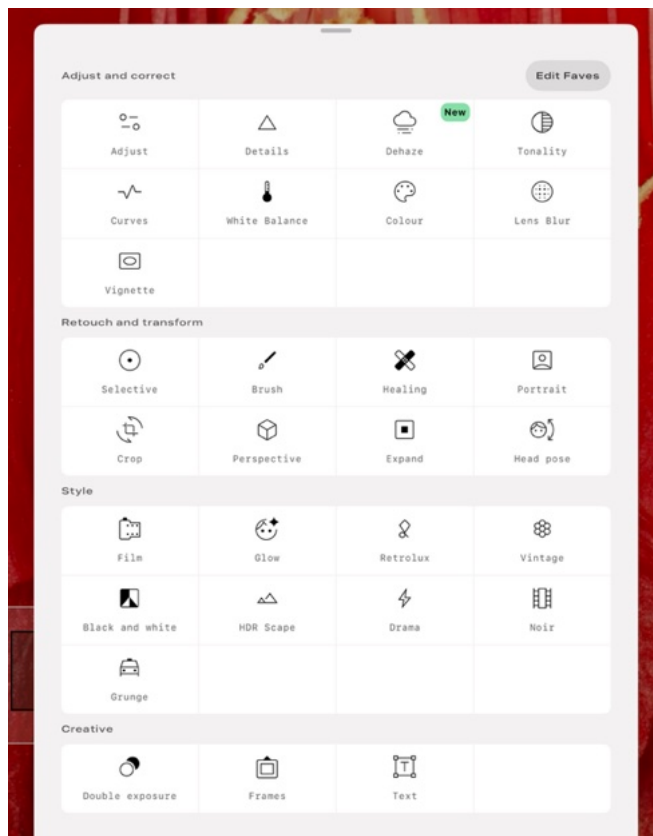 Adjust and correct Edit Faves
New
Adjust Details Dehaze Tonality
Curves White Balance Colour Lens Blur
Vignette
Retouch and transform
Selective Brush Healing Portrait
Crop Perspective Expand Head pose
Style
Film Glow Retrolux Vintage
Black and white HDR Scape Drama Noir
Grunge
Creative
T
Double exposure Frames Text